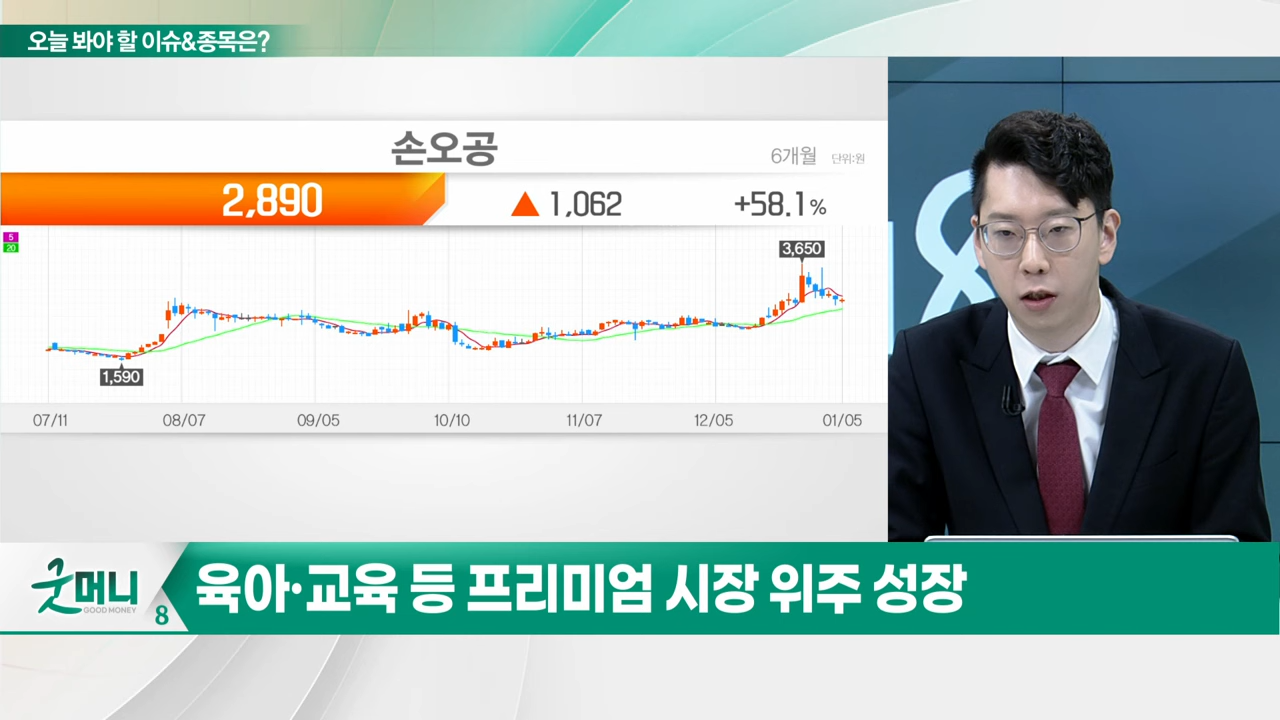 오늘 봐야 할 이슈&종목은?
손오공
6개월 단위:원
2,890 ▲ 1,062 +58.1%
5
20
3,650
1,590
07/11 08/07 09/05 10/10 11/07 12/05 01/05
굿머니
GOOD MONEY
8
육아·교육 등 프리미엄 시장 위주 성장